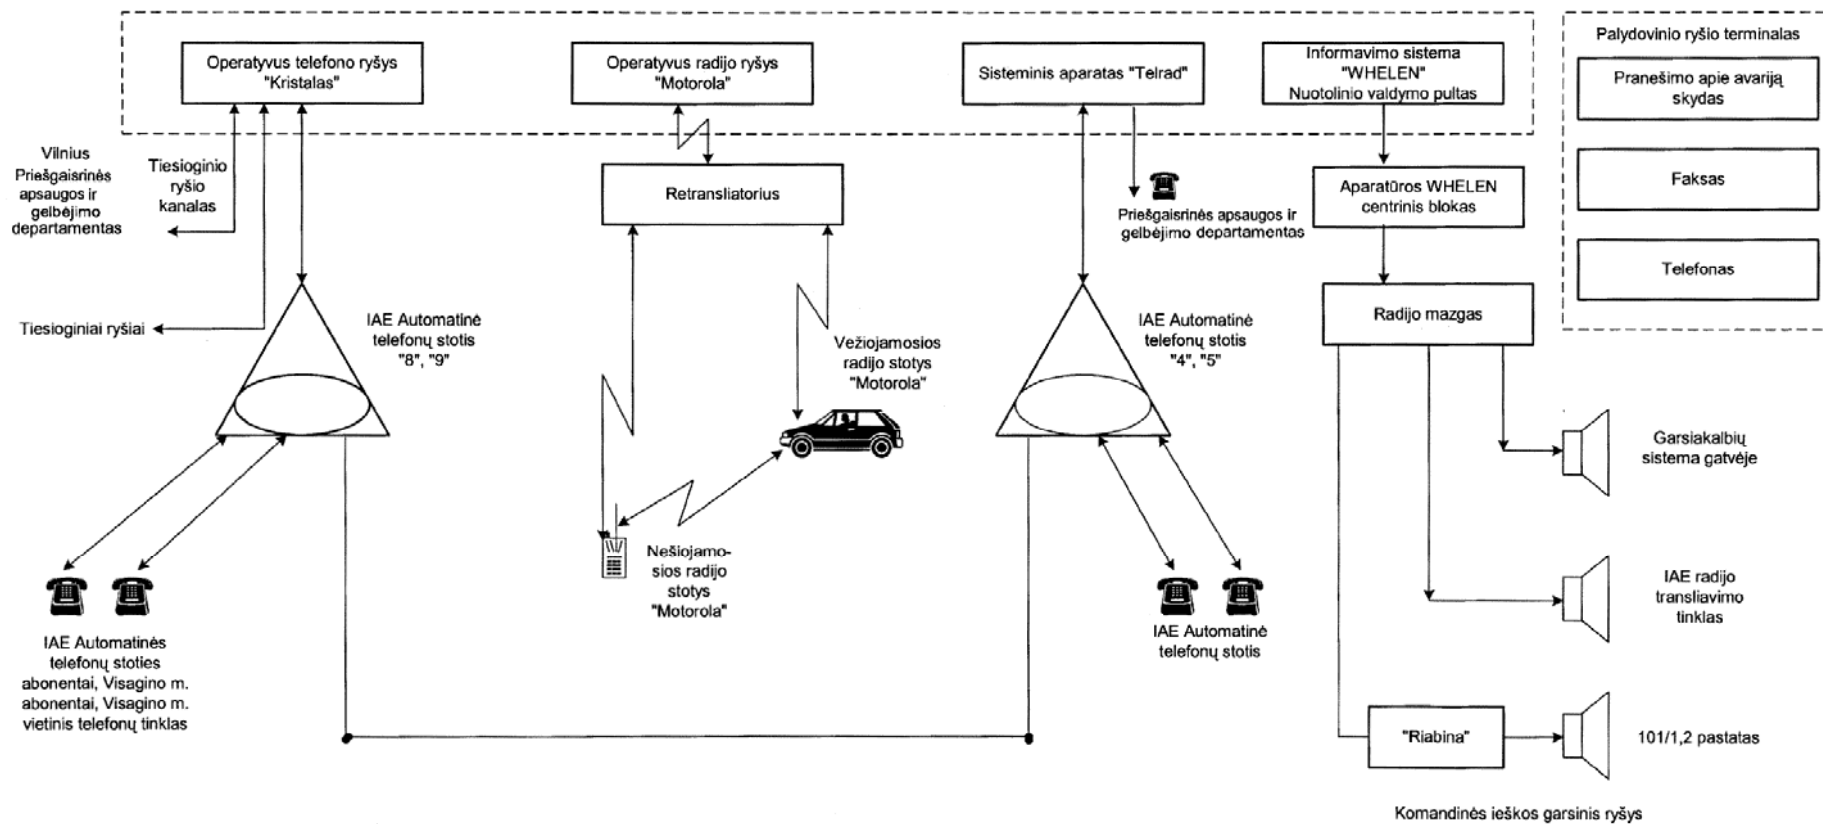 Operatyvus telefono ryšys
"Kristalas"
Operatyvus radijo ryšys
"Motorola"
Sisteminis aparatas "Telrad"
Informavimo sistema
"WHELEN"
Nuotolinio valdymo pultas
Palydovinio ryšio terminalas
Pranešimo apie avariją
skydas
Faksas
Telefonas
Vilnius
Priešgaisrinės
apsaugos ir
gelbėjimo
departamentas
Tiesioginio
ryšio
kanalas
Tiesioginiai ryšiai
Retransliatorius
Priešgaisrinės apsaugos ir
gelbėjimo departamentas
Aparatūros WHELEN
centrinis blokas
Radijo mazgas
IAE Automatinė
telefonų stotis
"8", "9"
Vežiojamosios
radijo stotys
"Motorola"
IAE Automatinė
telefonų stotis
"4", "5"
Garsiakalbių
sistema gatvėje
Nešiojamo-
sios radijo
stotys
"Motorola"
IAE radijo
transliavimo
tinklas
IAE Automatinės
telefonų stoties
abonentai, Visagino m.
abonentai, Visagino m.
vietinis telefonų tinklas
IAE Automatinė
telefonų stotis
"Riabina"
101/1,2 pastatas
Komandinės ieškos garsinis ryšys